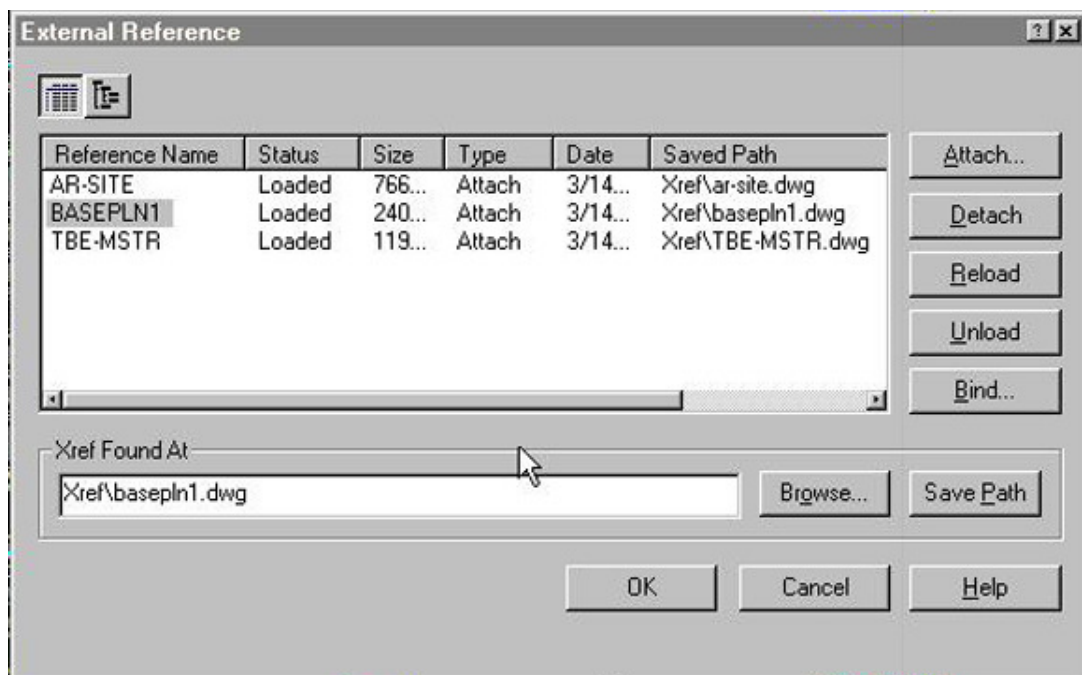 External Reference
Reference Name Status Size Type Date Saved Path
AR-SITE Loaded 766... Attach 3/14... Xref\ar-site.dwg
BASEPLN1 Loaded 240... Attach 3/14... Xref\basepln1.dwg
TBE-MSTR Loaded 119... Attach 3/14... Xref\TBE-MSTR.dwg
Attach...
Detach
Reload
Unload
Bind...
Xref Found At
Xref\basepln1.dwg Browse... Save Path
OK Cancel Help